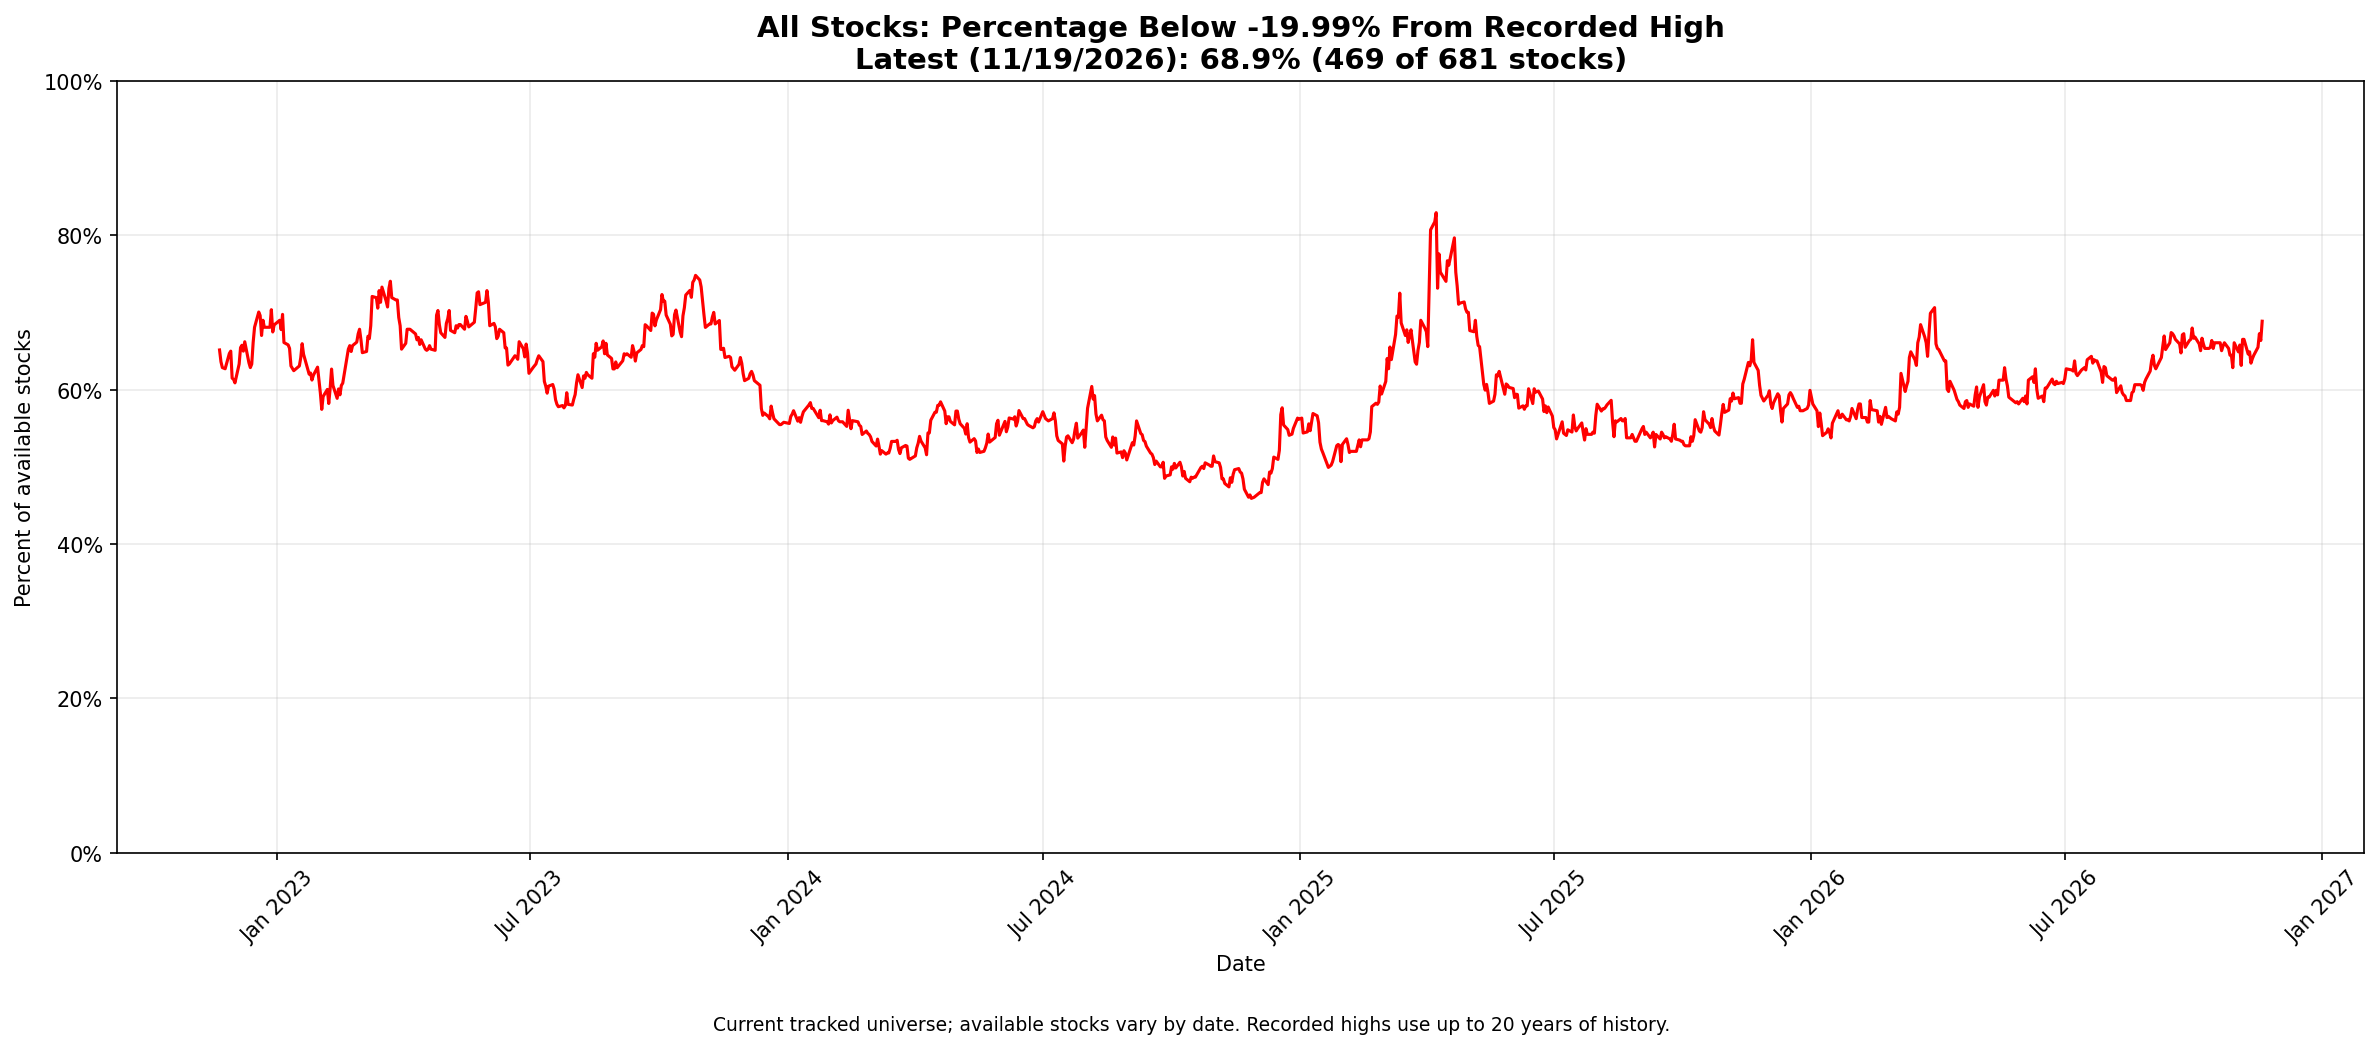 All Stocks: Percentage Below -19.99% From Recorded High
Latest (11/19/2026): 68.9% (469 of 681 stocks)
Percent of available stocks
100%
80%
60%
40%
20%
0%
Jan 2023
Jul 2023
Jan 2024
Jul 2024
Jan 2025
Jul 2025
Jan 2026
Jul 2026
Jan 2027
Date
Current tracked universe; available stocks vary by date. Recorded highs use up to 20 years of history.